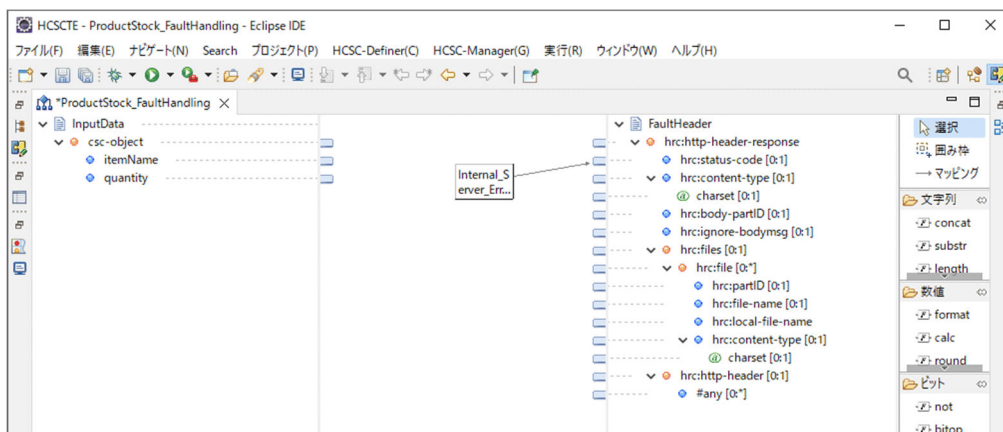 HCSCTE - ProductStock_FaultHandling - Eclipse IDE
ファイル(F) 編集(E) ナビゲート(N) Search プロジェクト(P) HCSC-Definer(C) HCSC-Manager(G) 実行(R) ウィンドウ(W) ヘルプ(H)
*ProductStock_FaultHandling
InputData
csc-object
itemName
quantity
Internal_S
erver_Err...
FaultHeader
hrc:http-header-response
hrc:status-code [0:1]
hrc:content-type [0:1]
charset [0:1]
hrc:body-partID [0:1]
hrc:ignore-bodymsg [0:1]
hrc:files [0:1]
hrc:file [0:*]
hrc:partID [0:1]
hrc:file-name [0:1]
hrc:local-file-name
hrc:content-type [0:1]
charset [0:1]
hrc:http-header [0:1]
#any [0:*]
選択
囲み枠
マッピング
文字列
concat
substr
length
数値
format
calc
round
ビット
not
bitop